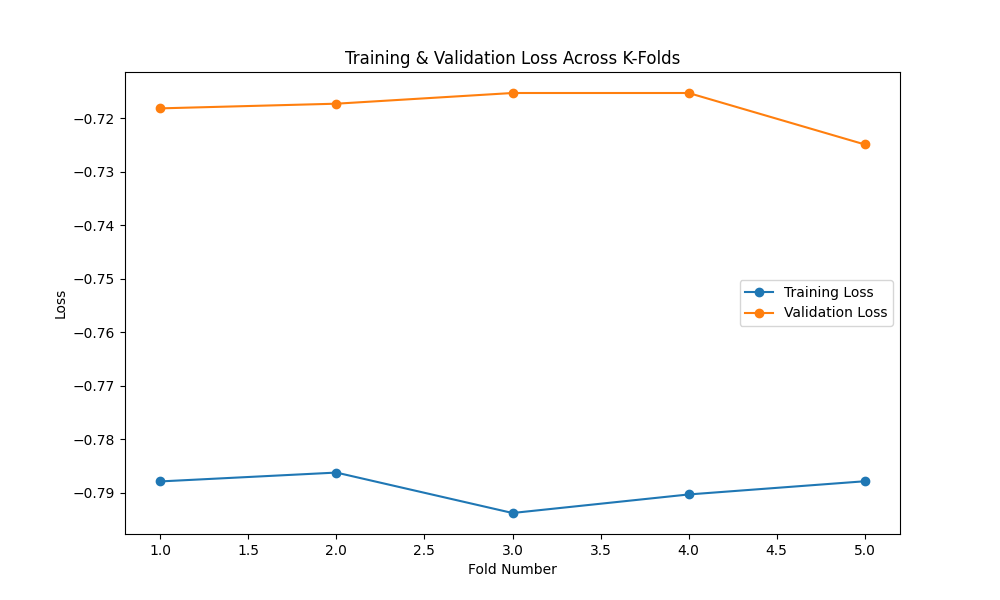 Training & Validation Loss Across K-Folds
Loss
−0.72
−0.73
−0.74
−0.75
−0.76
−0.77
−0.78
−0.79
Training Loss
Validation Loss
1.0 1.5 2.0 2.5 3.0 3.5 4.0 4.5 5.0
Fold Number